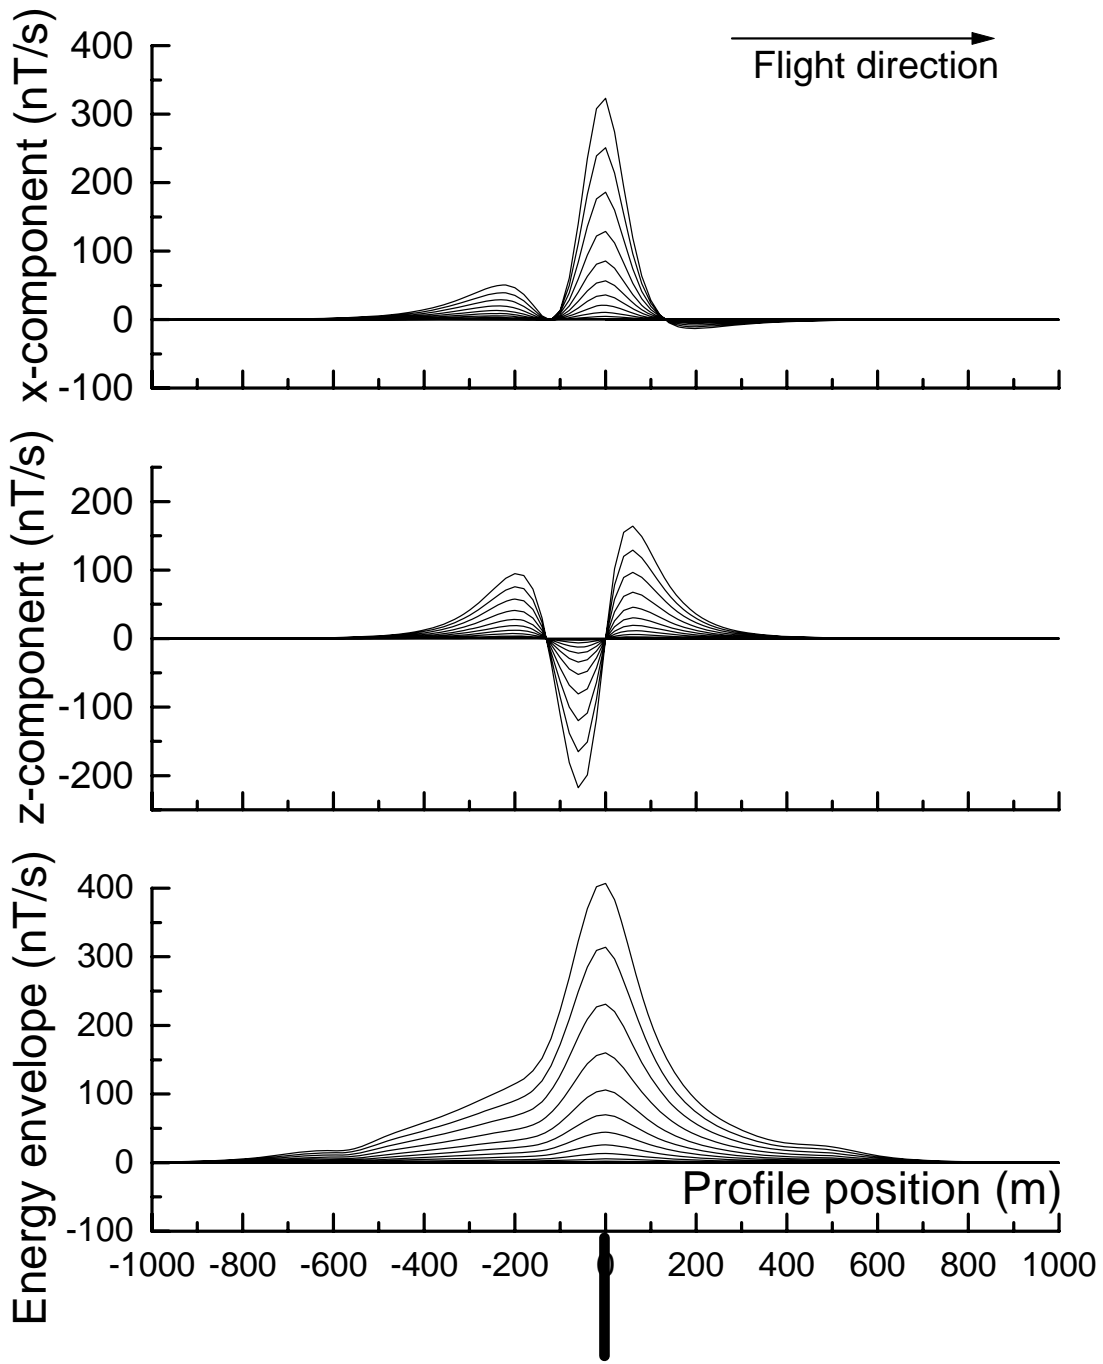 400
300
200
100
0
-100
x-component (nT/s)
Flight direction
200
100
0
-100
-200
z-component (nT/s)
400
300
200
100
0
-100
Energy envelope (nT/s)
Profile position (m)
-1000 -800 -600 -400 -200 0 200 400 600 800 1000